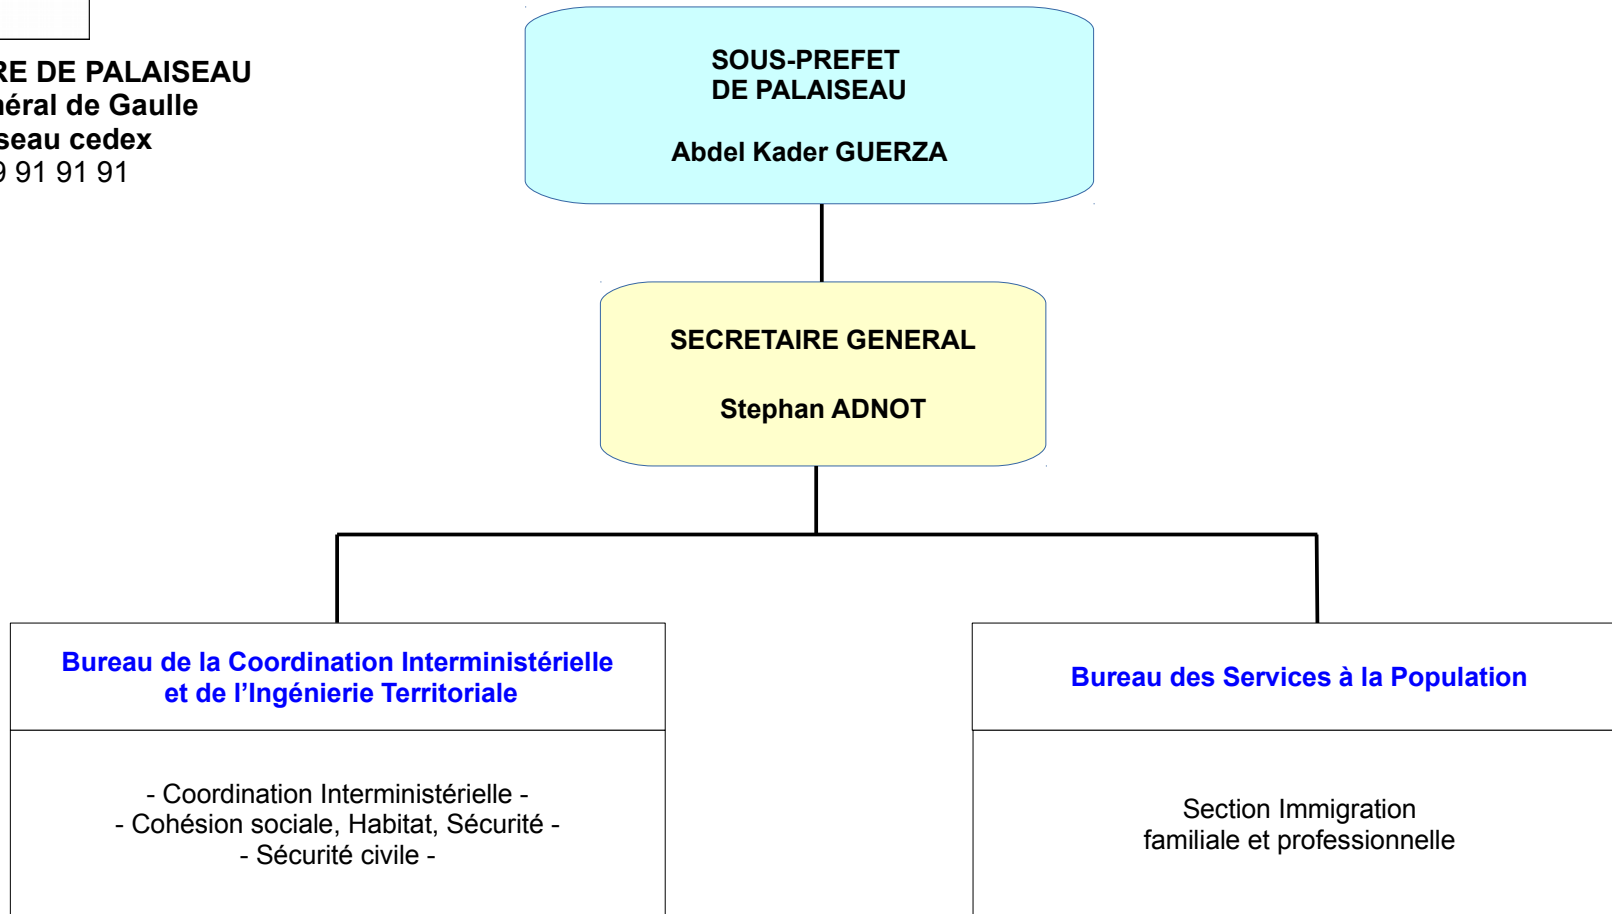 RE DE PALAISEAU
néral de Gaulle
seau cedex
9 91 91 91
SOUS-PREFET
DE PALAISEAU
Abdel Kader GUERZA
SECRETAIRE GENERAL
Stephan ADNOT
Bureau de la Coordination Interministérielle
et de l’Ingénierie Territoriale
- Coordination Interministérielle -
- Cohésion sociale, Habitat, Sécurité -
- Sécurité civile -
Bureau des Services à la Population
Section Immigration
familiale et professionnelle